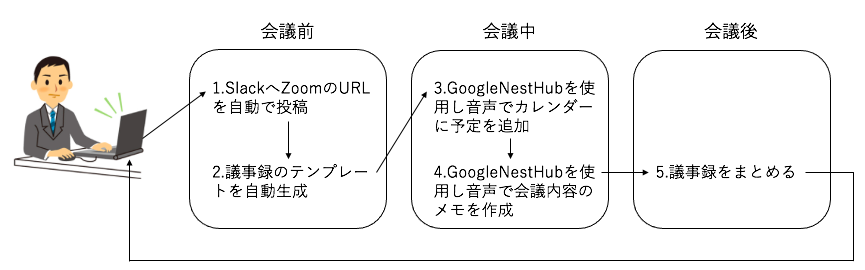 会議前
1.SlackへZoomのURL
を自動で投稿
2.議事録のテンプレー
トを自動生成
会議中
3.GoogleNestHubを使
用し音声でカレンダー
に予定を追加
4.GoogleNestHubを使
用し音声で会議内容の
メモを作成
会議後
5.議事録をまとめる